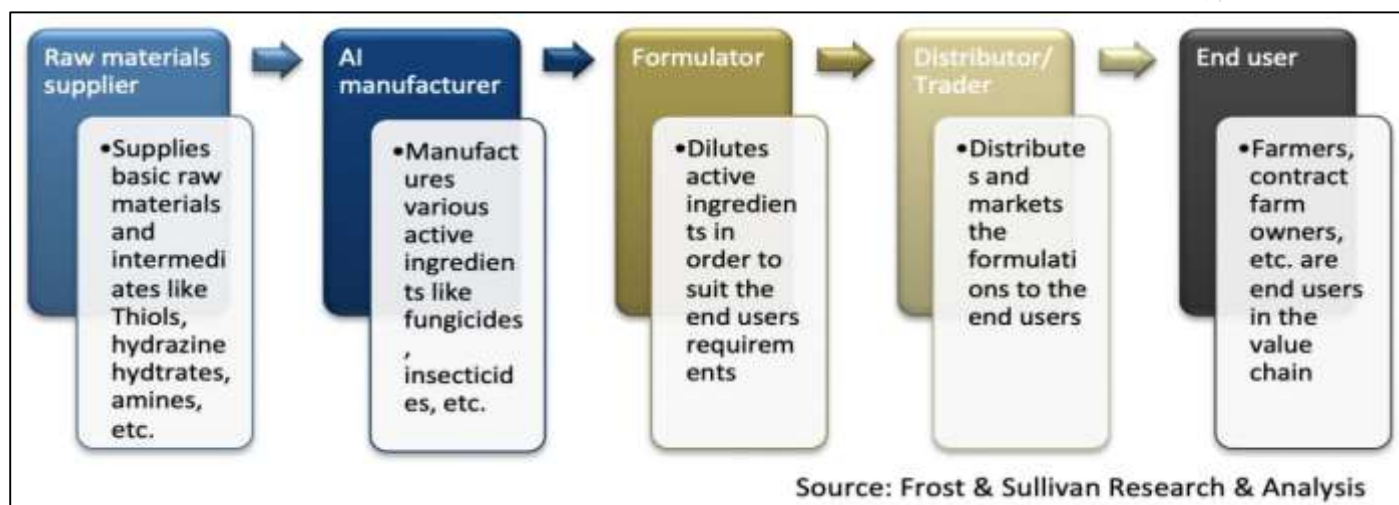 Raw materials
supplier
•Supplies
basic raw
materials
and
intermedi
ates like
Thiols,
hydrazine
hydtrates,
amines,
etc.
AI
manufacturer
•Manufact
ures
various
active
ingredien
ts like
fungicides
,
insecticid
es, etc.
Formulator
•Dilutes
active
ingredien
ts in
order to
suit the
end users
requirem
ents
Distributor/
Trader
•Distribute
s and
markets
the
formulati
ons to the
end users
End user
•Farmers,
contract
farm
owners,
etc. are
end users
in the
value
chain
Source: Frost & Sullivan Research & Analysis